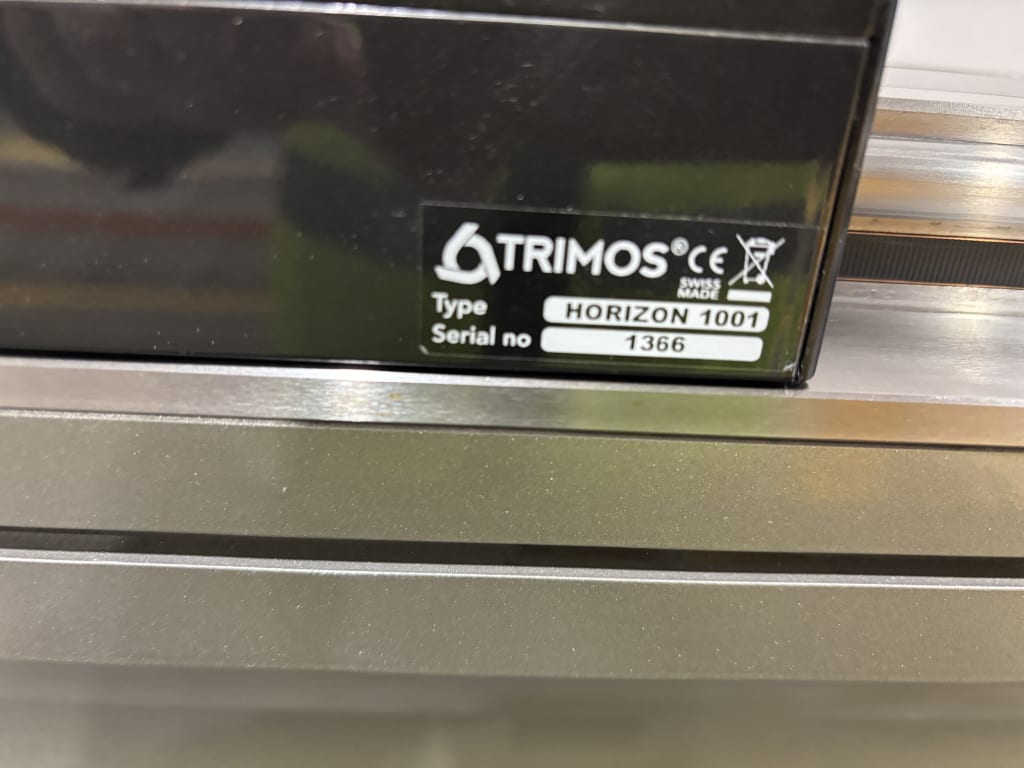 TRIMOS® CE
SWISS
MADE
Type HORIZON 1001
Serial no 1366